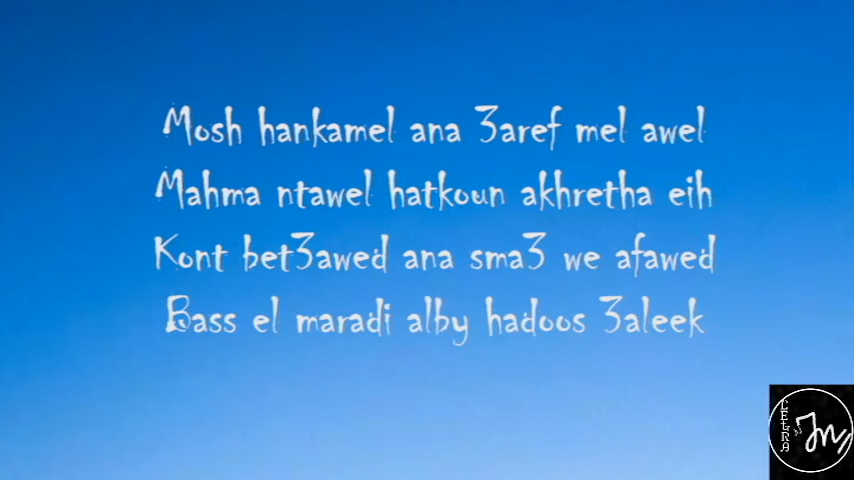 Mosh hankamel ana 3aref mel awel
Mahma ntawel hatkoun akhretha eih
Kont bet3awed ana sma3 we afawed
Bass el maradi alby hadoos 3aleek